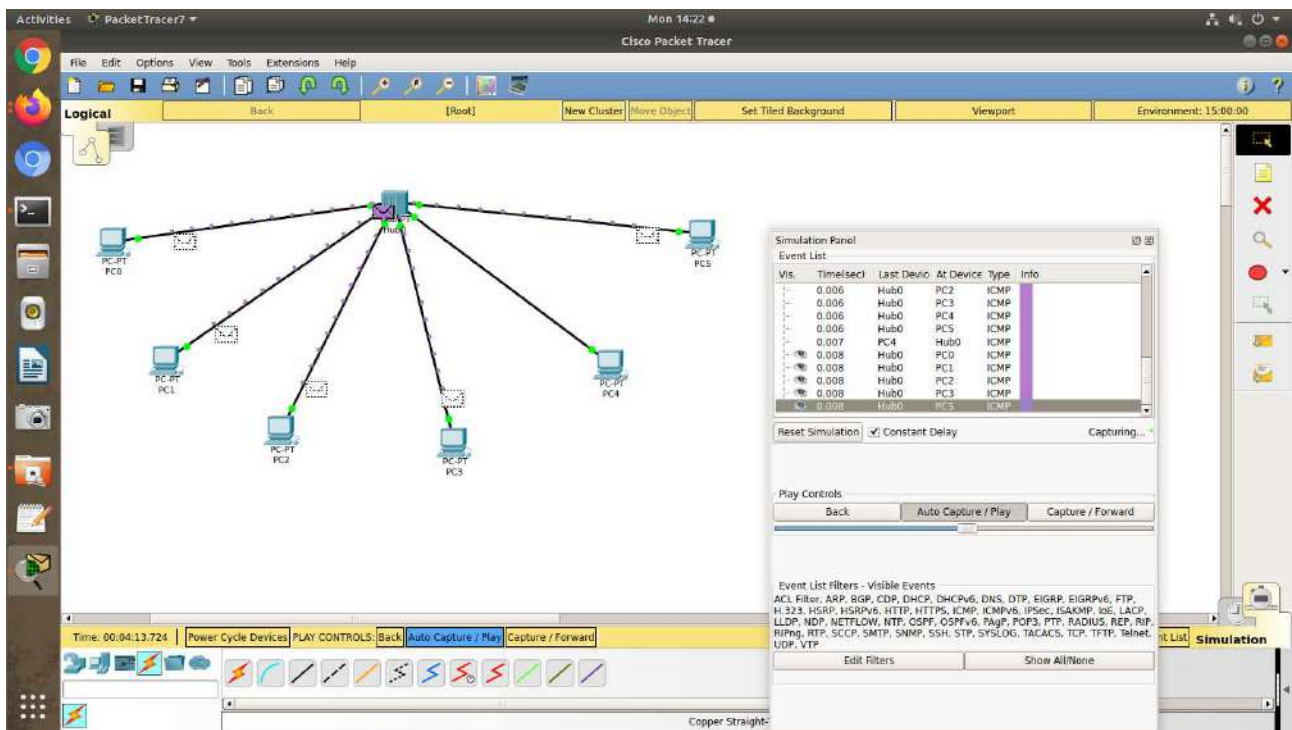 Activities PacketTracer7 Mon 14:22
Cisco Packet Tracer
File Edit Options View Tools Extensions Help
Logical Back [Root] New Cluster Move Object Set Tiled Background Viewport Environment: 15:00:00
Hub0
PC-PT
PC0
PC-PT
PC1
PC-PT
PC2
PC-PT
PC3
PC-PT
PC4
PC-PT
PC5
Simulation Panel
Event List
Vis. Time(sec) Last Devic At Device Type Info
0.006 Hub0 PC2 ICMP
0.006 Hub0 PC3 ICMP
0.006 Hub0 PC4 ICMP
0.006 Hub0 PC5 ICMP
0.007 PC4 Hub0 ICMP
0.008 Hub0 PC0 ICMP
0.008 Hub0 PC1 ICMP
0.008 Hub0 PC2 ICMP
0.008 Hub0 PC3 ICMP
0.008 Hub0 PC5 ICMP
Reset Simulation Constant Delay Capturing...
Play Controls
Back Auto Capture / Play Capture / Forward
Event List Filters - Visible Events
ACL Filter, ARP, BGP, CDP, DHCP, DHCPv6, DNS, DTP, EIGRP, EIGRPv6, FTP,
H.323, HSRP, HSRPv6, HTTP, HTTPS, ICMP, ICMPv6, IPSec, ISAKMP, IoE, LACP,
LLDP, NDP, NETFLOW, NTP, OSPF, OSPFv6, PAgP, POP3, PTP, RADIUS, REP, RIP,
RIPng, RTP, SCCP, SMTP, SNMP, SSH, STP, SYSLOG, TACACS, TCP, TFTP, Telnet,
UDP, VTP
Edit Filters Show All/None
Time: 00:04:13.724 Power Cycle Devices PLAY CONTROLS: Back Auto Capture / Play Capture / Forward nt List Simulation
Copper Straight-